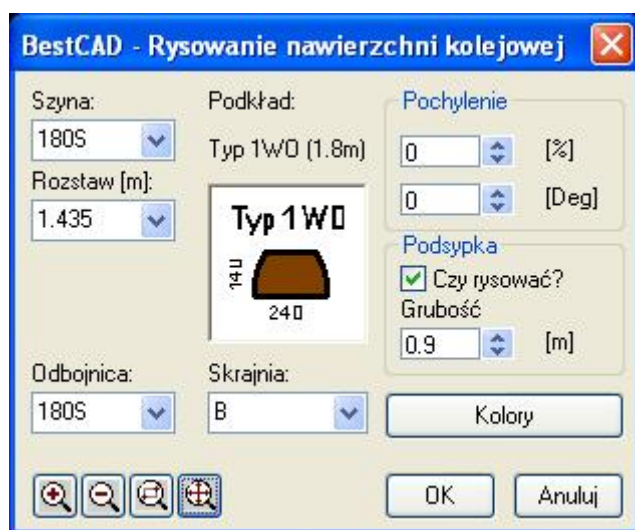 BestCAD - Rysowanie nawierzchni kolejowej
Szyna:
180S
Rozstaw [m]:
1.435
Podkład:
Typ 1WO (1.8m)
Typ 1WO
140
240
Pochylenie
0 [%]
0 [Deg]
Podsypka
Czy rysować?
Grubość
0.9 [m]
Odbojnica:
180S
Skrajnia:
B
Kolory
OK
Anuluj